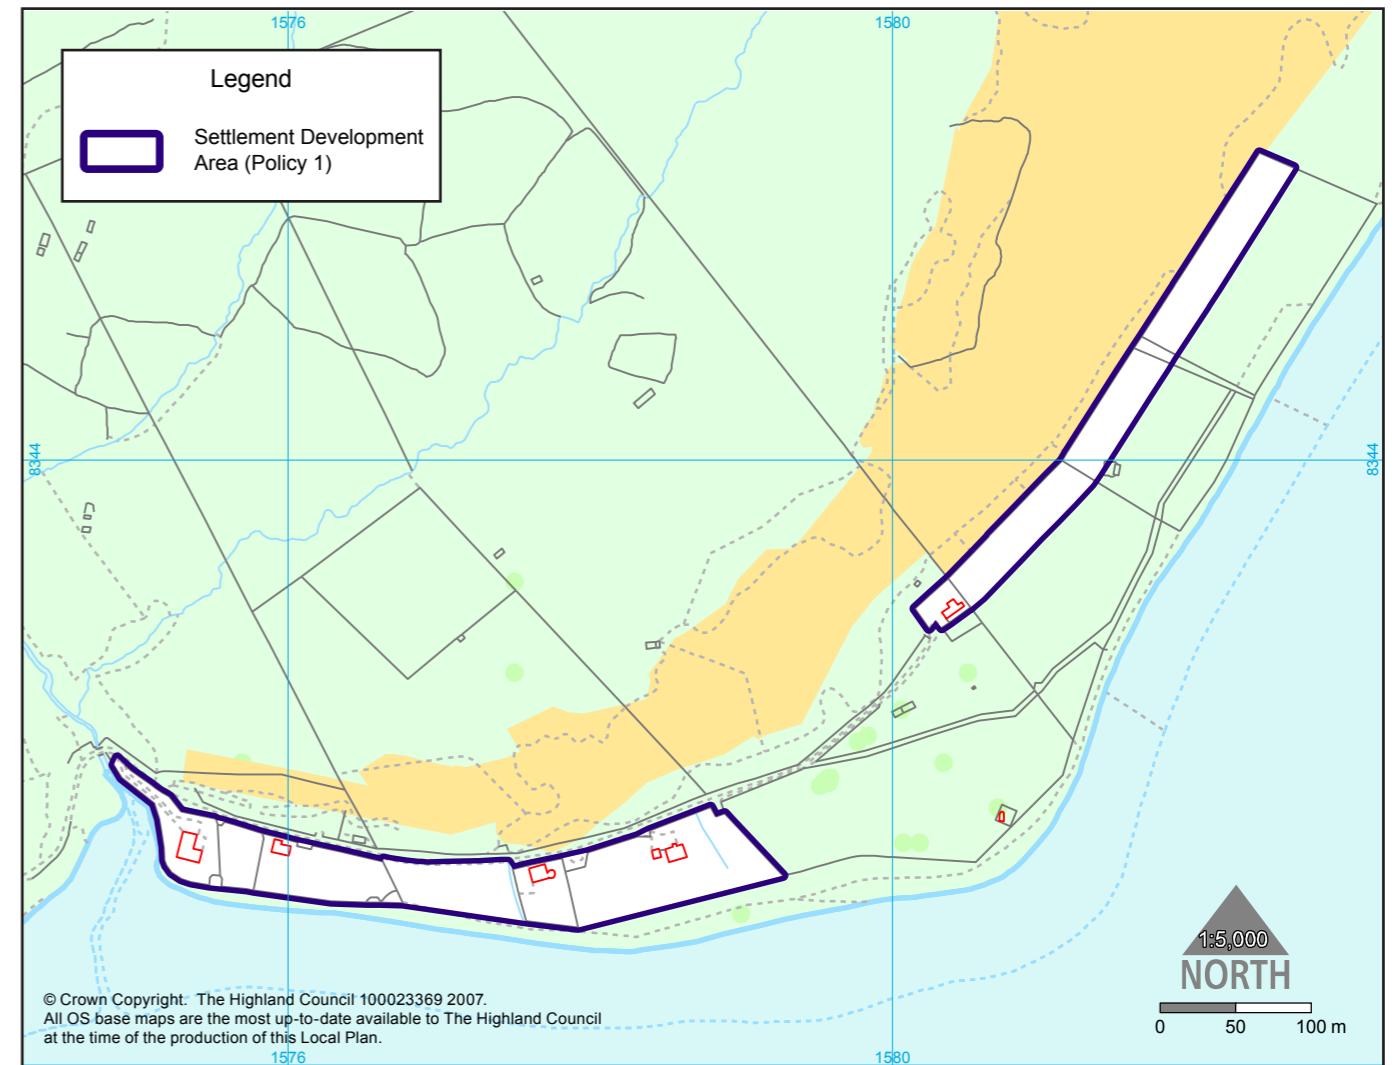 1576
1580
Legend
Settlement Development
Area (Policy 1)
8344
8344
1:5,000
NORTH
0 50 100 m
© Crown Copyright. The Highland Council 100023369 2007.
All OS base maps are the most up-to-date available to The Highland Council
at the time of the production of this Local Plan.
1576
1580